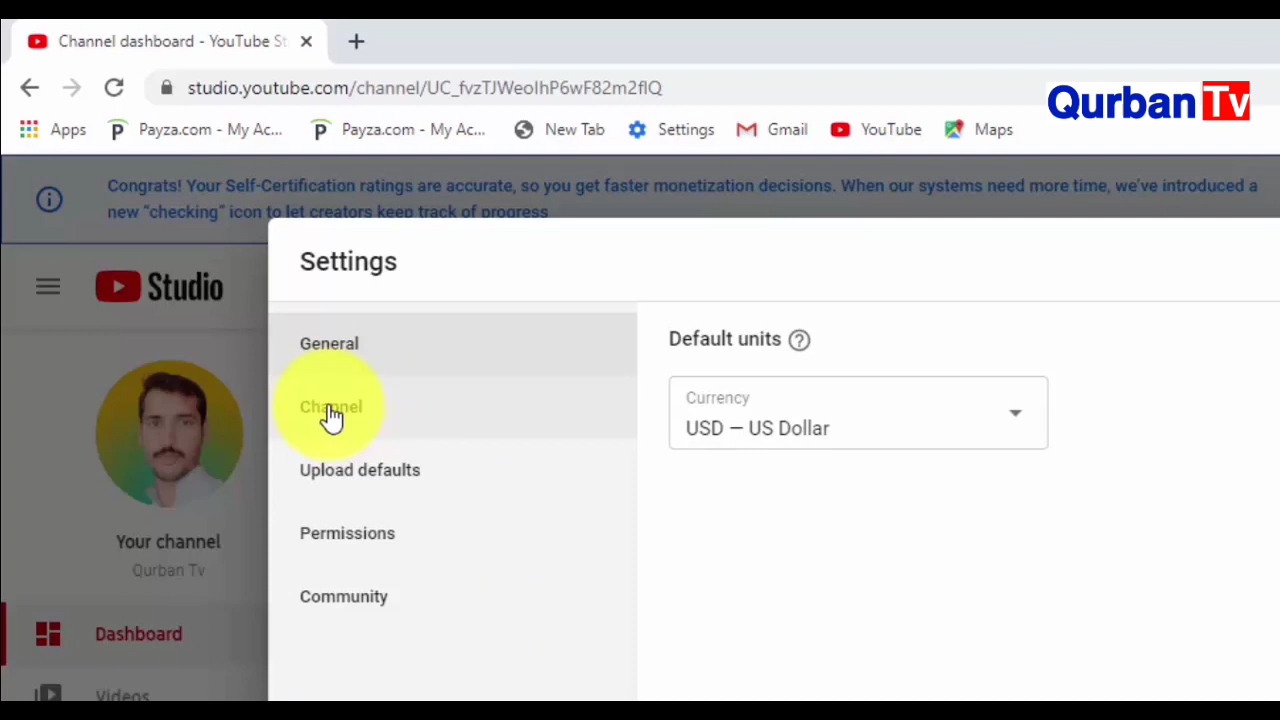 Channel dashboard - YouTube St
studio.youtube.com/channel/UC_fvzTJWeoIhP6wF82m2flQ
Qurban Tv
Apps
Payza.com - My Ac...
Payza.com - My Ac...
New Tab
Settings
Gmail
YouTube
Maps
Congrats! Your Self-Certification ratings are accurate, so you get faster monetization decisions. When our systems need more time, we've introduced a
new "checking" icon to let creators keep track of progress
Studio
Settings
General
Channel
Upload defaults
Permissions
Community
Default units
Currency
USD — US Dollar
Your channel
Qurban Tv
Dashboard
Videos